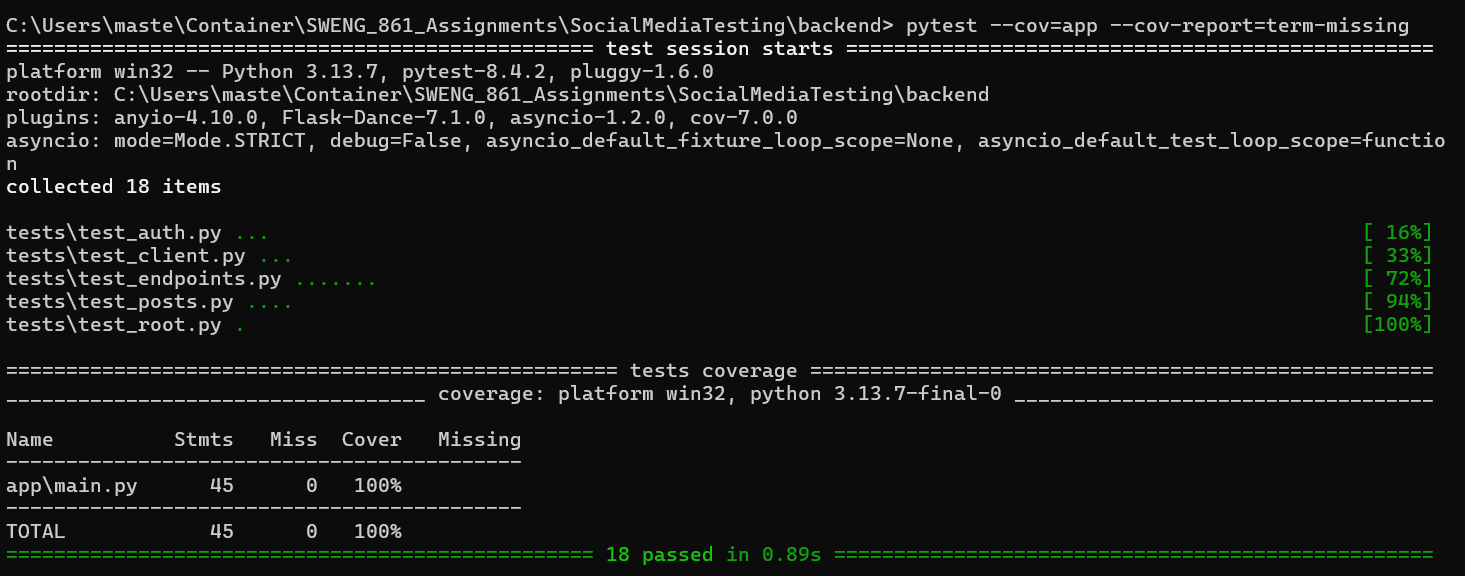 C:\Users\maste\Container\SWENG_861_Assignments\SocialMediaTesting\backend> pytest --cov=app --cov-report=term-missing
================================================= test session starts =================================================
platform win32 -- Python 3.13.7, pytest-8.4.2, pluggy-1.6.0
rootdir: C:\Users\maste\Container\SWENG_861_Assignments\SocialMediaTesting\backend
plugins: anyio-4.10.0, Flask-Dance-7.1.0, asyncio-1.2.0, cov-7.0.0
asyncio: mode=Mode.STRICT, debug=False, asyncio_default_fixture_loop_scope=None, asyncio_default_test_loop_scope=functio
n
collected 18 items
tests\test_auth.py ... [ 16%]
tests\test_client.py ... [ 33%]
tests\test_endpoints.py ....... [ 72%]
tests\test_posts.py .... [ 94%]
tests\test_root.py . [100%]
=================================================== tests coverage ====================================================
___________________________________ coverage: platform win32, python 3.13.7-final-0 ___________________________________
Name Stmts Miss Cover Missing
-------------------------------------------
app\main.py 45 0 100%
-------------------------------------------
TOTAL 45 0 100%
================================================= 18 passed in 0.89s ==================================================